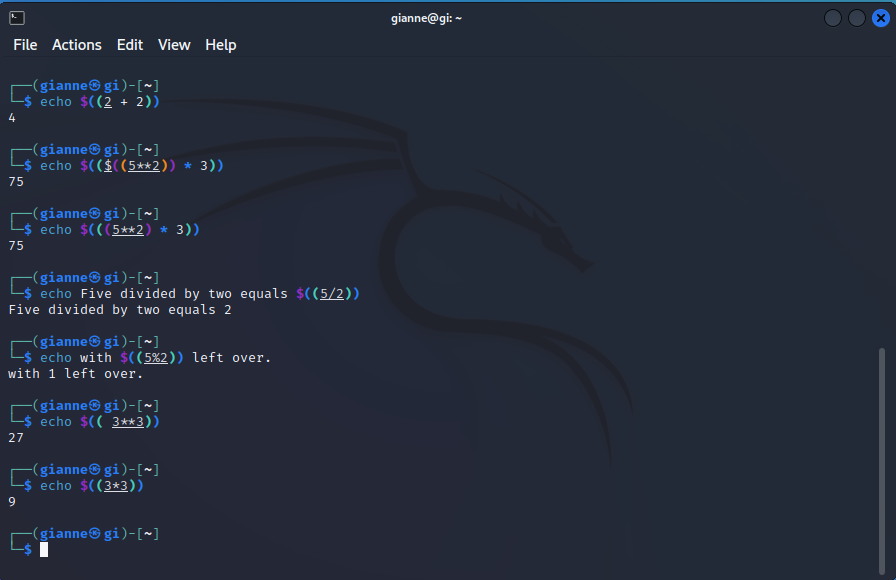 gianne@gi: ~
File Actions Edit View Help
┌──(gianne㉿gi)-[~]
└─$ echo $((2 + 2))
4
┌──(gianne㉿gi)-[~]
└─$ echo $(($((5**2)) * 3))
75
┌──(gianne㉿gi)-[~]
└─$ echo $(((5**2) * 3))
75
┌──(gianne㉿gi)-[~]
└─$ echo Five divided by two equals $((5/2))
Five divided by two equals 2
┌──(gianne㉿gi)-[~]
└─$ echo with $((5%2)) left over.
with 1 left over.
┌──(gianne㉿gi)-[~]
└─$ echo $(( 3**3))
27
┌──(gianne㉿gi)-[~]
└─$ echo $((3*3))
9
┌──(gianne㉿gi)-[~]
└─$